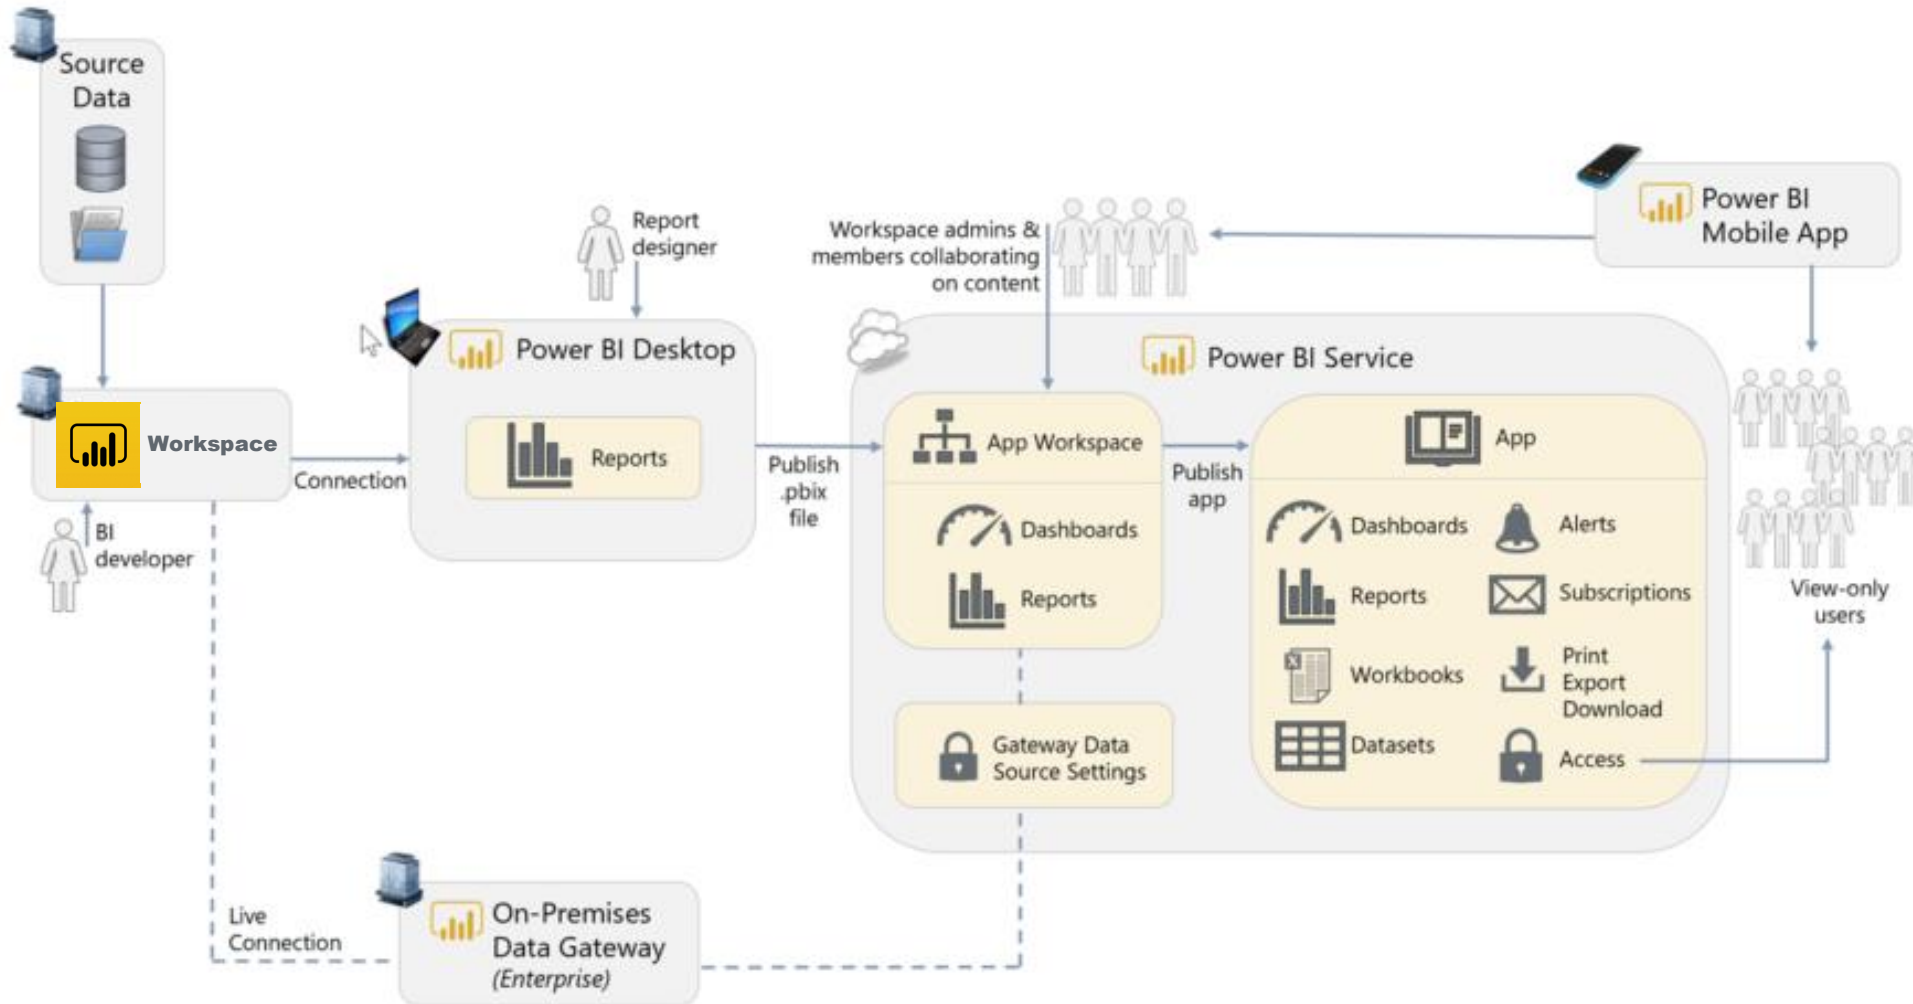 Source
Data
Workspace
BI
developer
Connection
Report
designer
Power BI Desktop
Reports
Publish
.pbix
file
Workspace admins &
members collaborating
on content
Power BI
Mobile App
Power BI Service
App Workspace
Dashboards
Reports
Gateway Data
Source Settings
Publish
app
App
Dashboards
Reports
Workbooks
Datasets
Alerts
Subscriptions
Print
Export
Download
Access
View-only
users
Live
Connection
On-Premises
Data Gateway
(Enterprise)